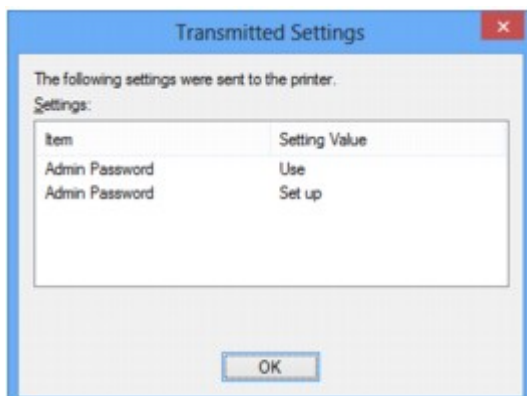 Transmitted Settings
The following settings were sent to the printer.
Settings:
Item Setting Value
Admin Password Use
Admin Password Set up
OK